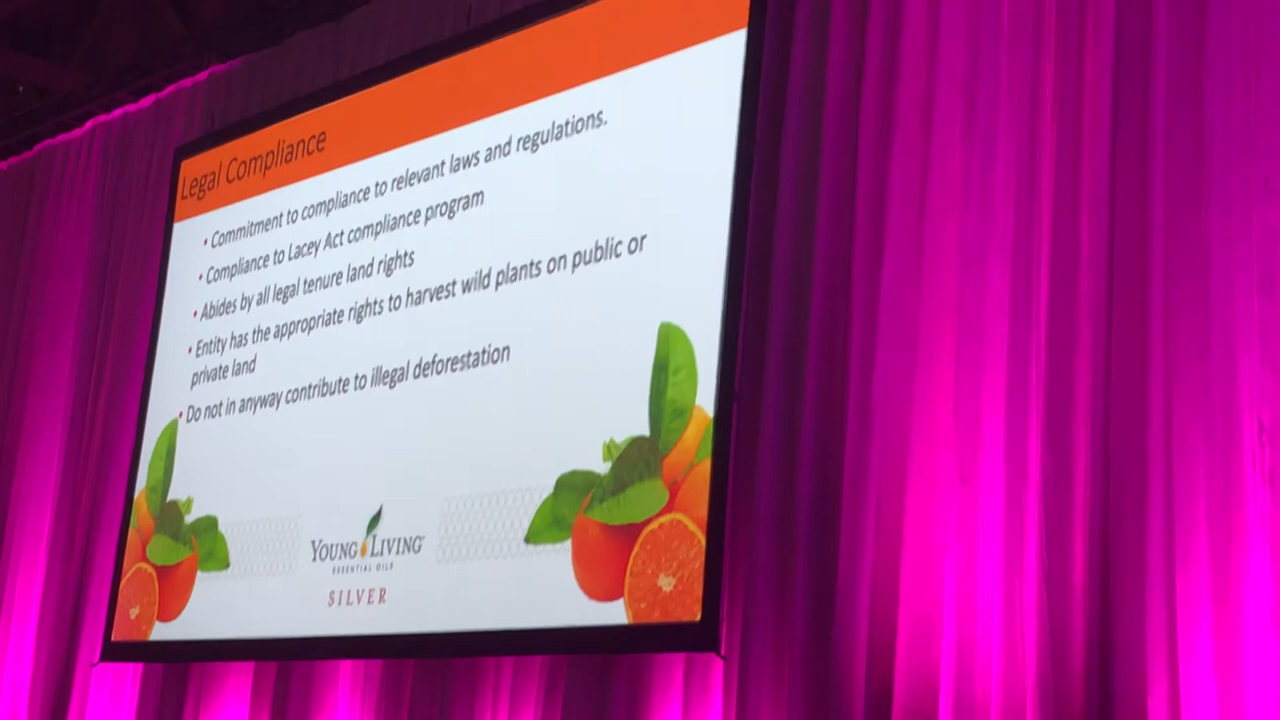 Legal Compliance
• Commitment to compliance to relevant laws and regulations.
• Compliance to Lacey Act compliance program
• Abides by all legal tenure land rights
• Entity has the appropriate rights to harvest wild plants on public or
private land
• Do not in anyway contribute to illegal deforestation
YOUNG LIVING
ESSENTIAL OILS
SILVER